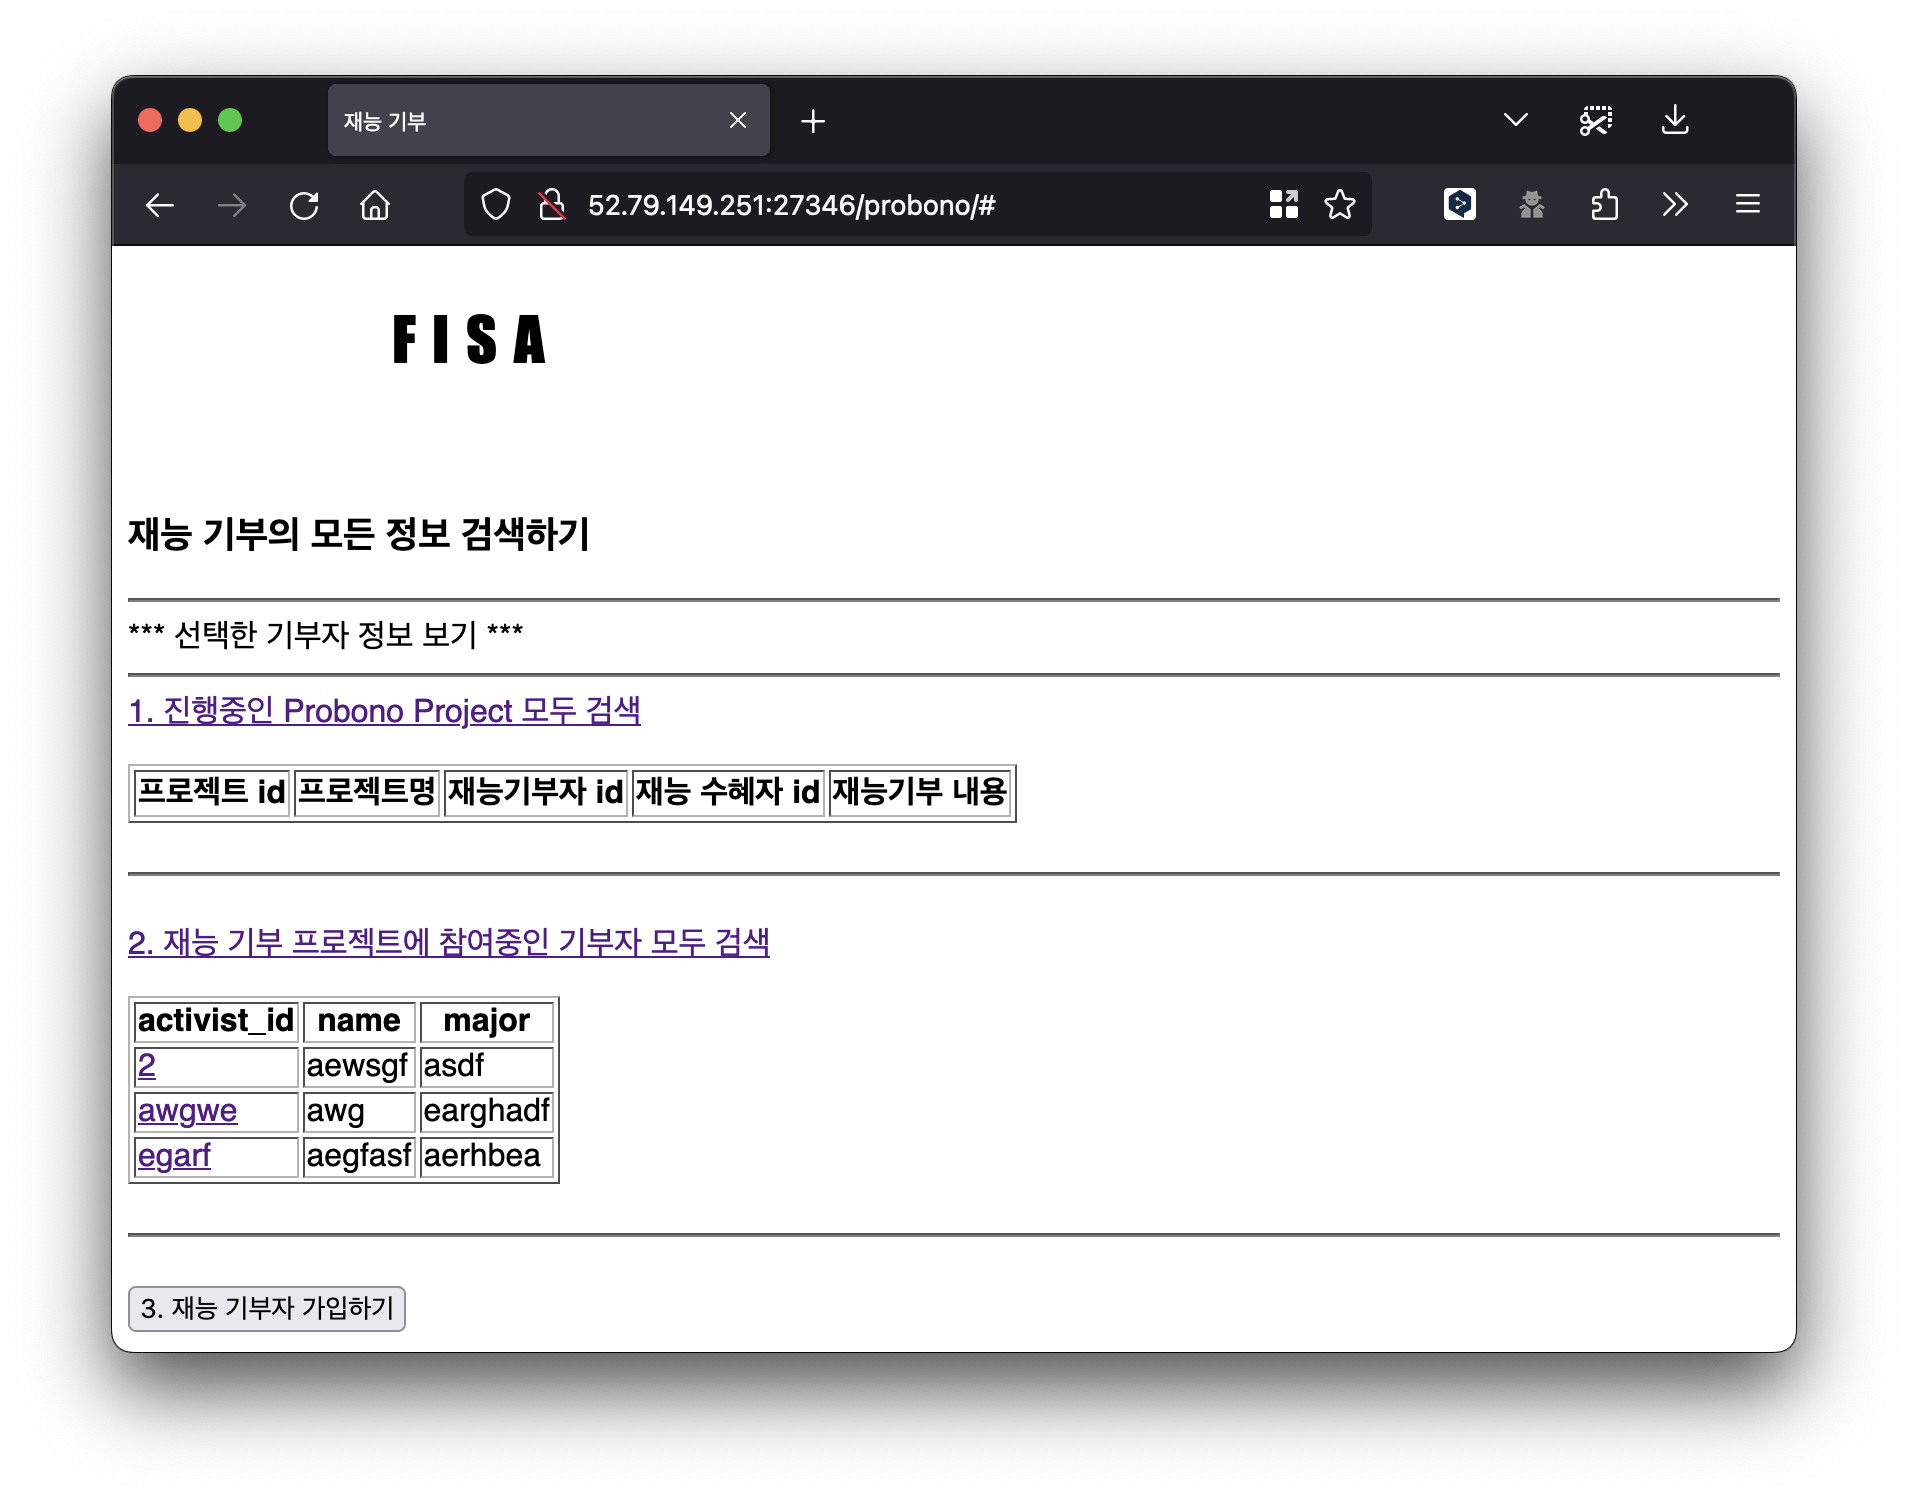 재능 기부
52.79.149.251:27346/probono/#
FISA
재능 기부의 모든 정보 검색하기
*** 선택한 기부자 정보 보기 ***
1. 진행중인 Probono Project 모두 검색
프로젝트 id 프로젝트명 재능기부자 id 재능 수혜자 id 재능기부 내용
2. 재능 기부 프로젝트에 참여중인 기부자 모두 검색
activist_id name major
2 aewsgf asdf
awgwe awg earghadf
egarf aegfasf aerhbea
3. 재능 기부자 가입하기